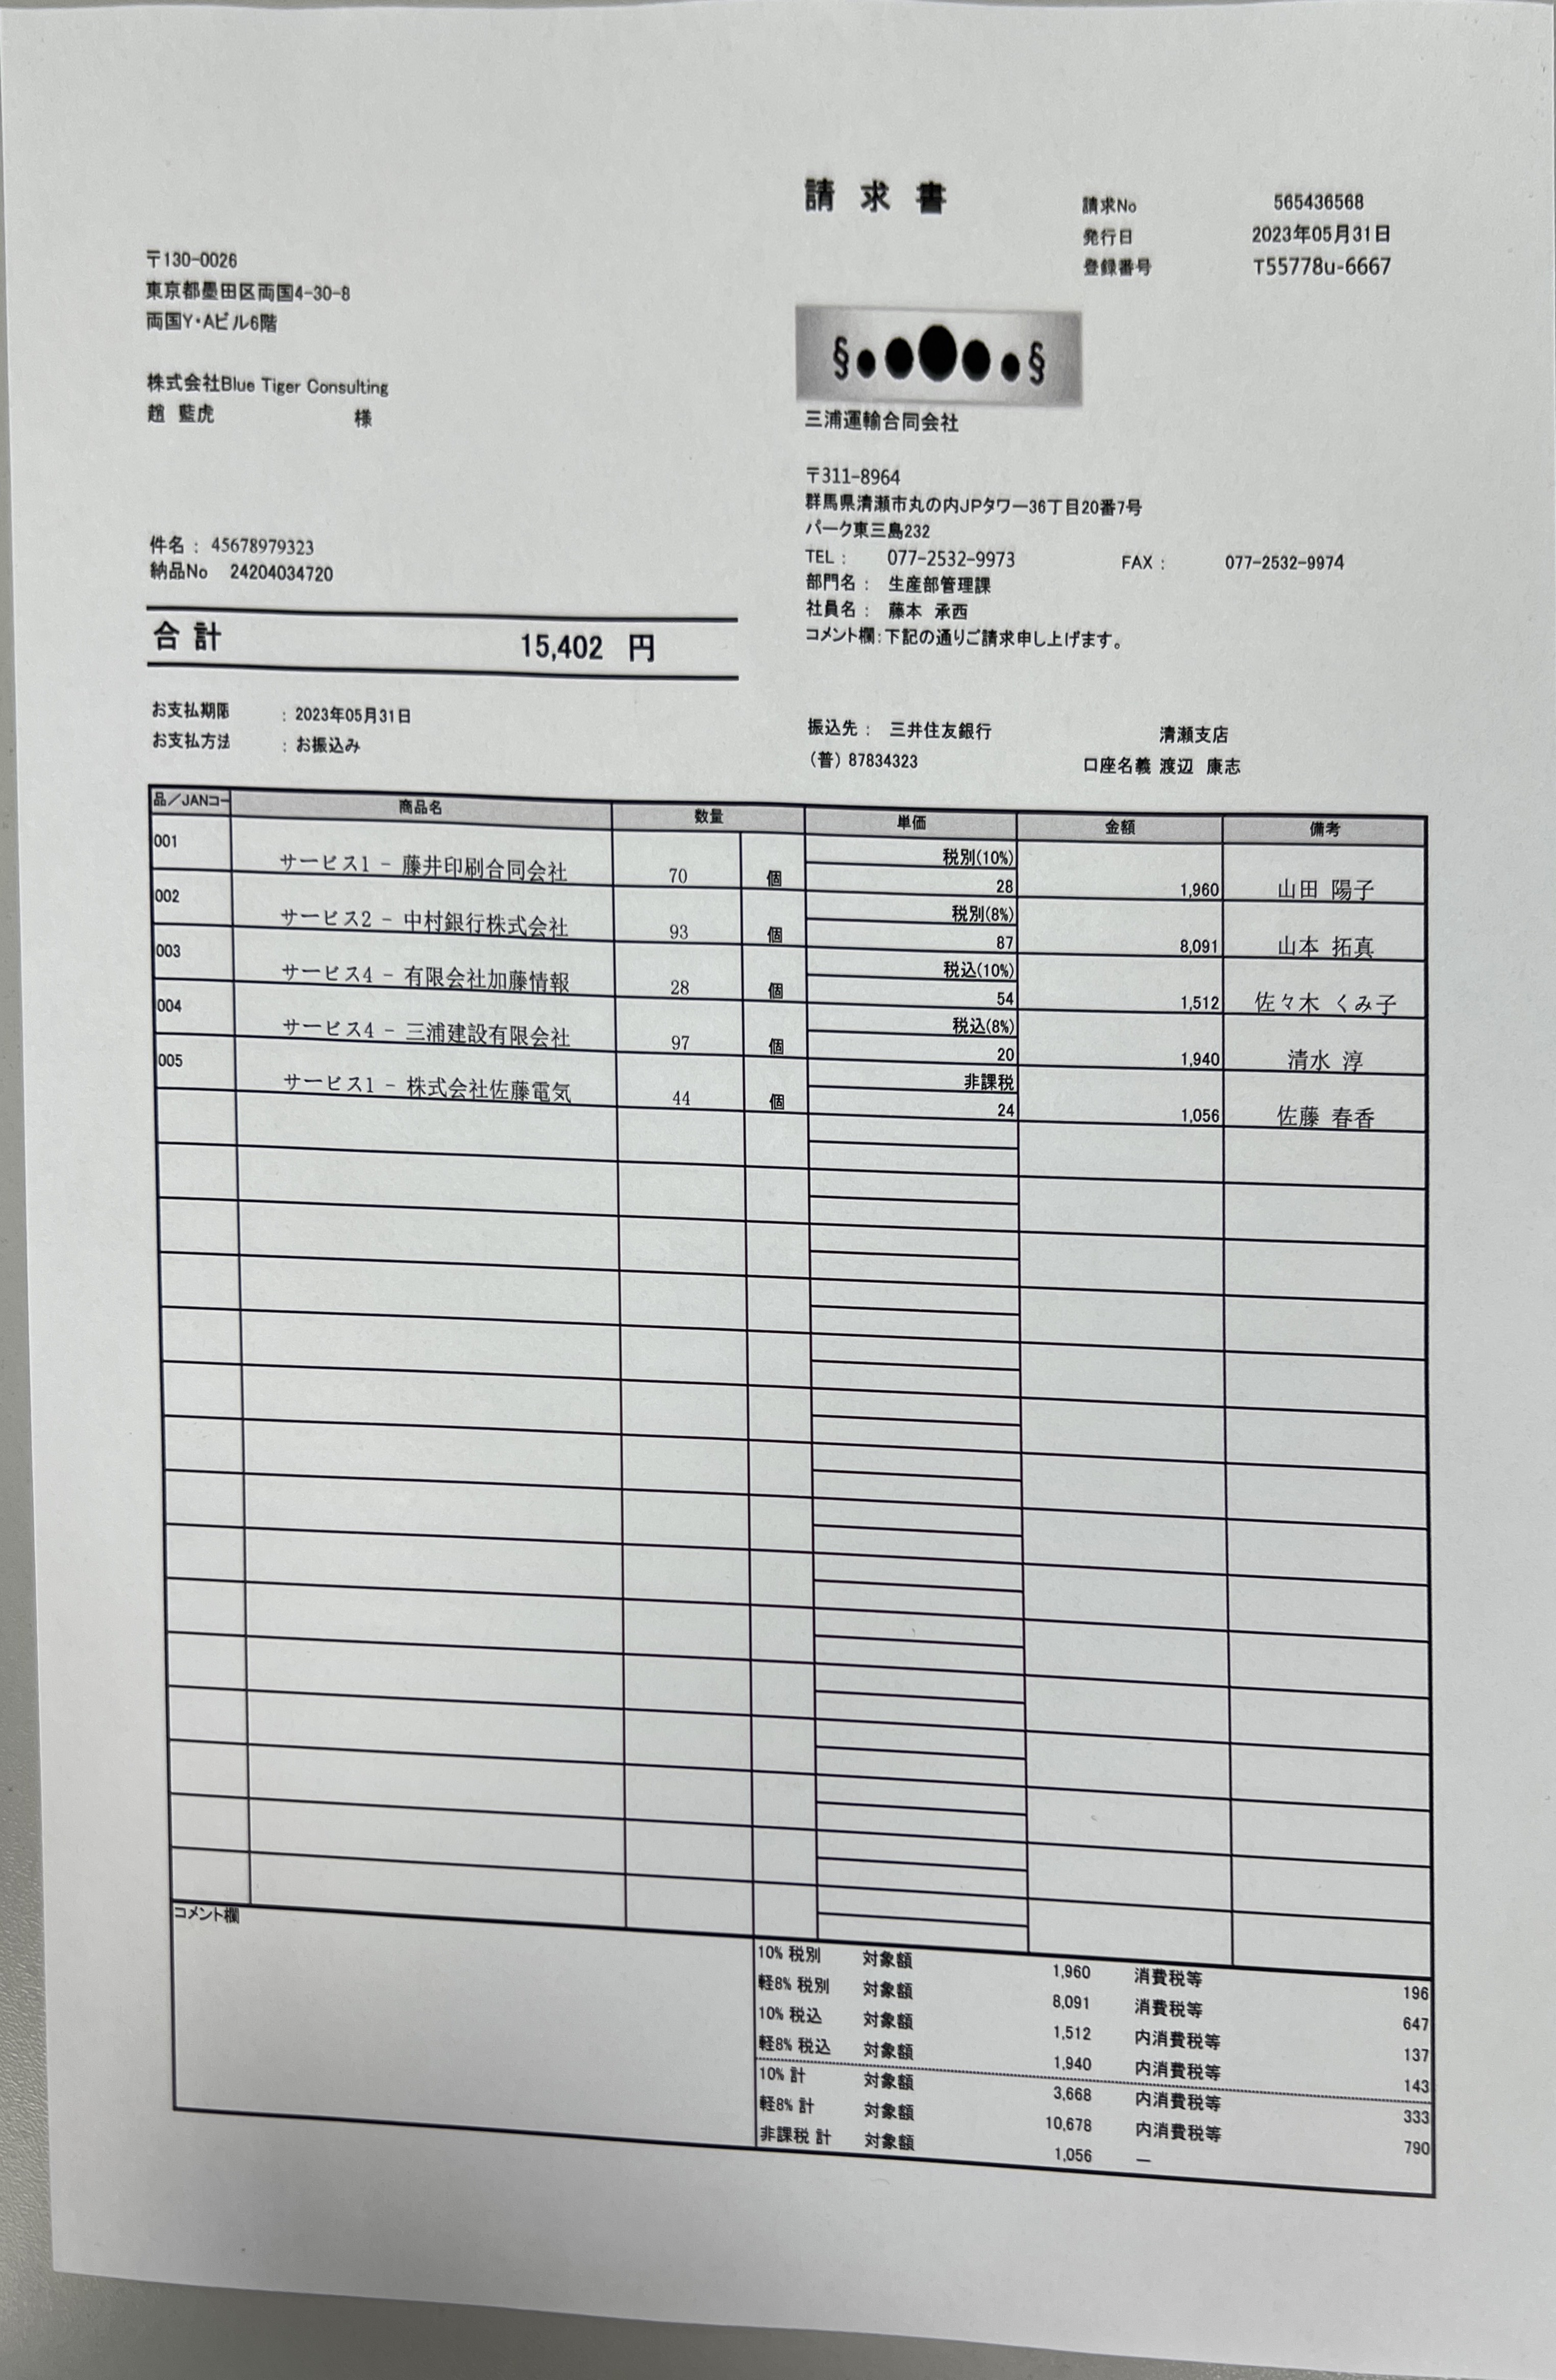 請 求 書
請求No 565436568
発行日 2023年05月31日
登録番号 T55778u-6667
〒130-0026
東京都墨田区両国4-30-8
両国Y・Aビル6階
株式会社Blue Tiger Consulting
趙 藍虎 様
§ § 
三浦運輸合同会社
〒311-8964
群馬県清瀬市丸の内JPタワー36丁目20番7号
パーク東三島232
TEL: 077-2532-9973 FAX: 077-2532-9974
部門名: 生産部管理課
社員名: 藤本 承西
コメント欄:下記の通りご請求申し上げます。
件名: 45678979323
納品No 24204034720
合 計 15,402 円
お支払期限 : 2023年05月31日
お支払方法 : お振込み
振込先: 三井住友銀行 清瀬支店
(普) 87834323 口座名義 渡辺 康志
品/JANコー 商品名 数量 単価 金額 備考
001 サービス1 - 藤井印刷合同会社 70 個 税別(10%) 28 1,960 山田 陽子
002 サービス2 - 中村銀行株式会社 93 個 税別(8%) 87 8,091 山本 拓真
003 サービス4 - 有限会社加藤情報 28 個 税込(10%) 54 1,512 佐々木 くみ子
004 サービス4 - 三浦建設有限会社 97 個 税込(8%) 20 1,940 清水 淳
005 サービス1 - 株式会社佐藤電気 44 個 非課税 24 1,056 佐藤 春香
コメント欄
10% 税別 対象額 1,960 消費税等 196
軽8% 税別 対象額 8,091 消費税等 647
10% 税込 対象額 1,512 内消費税等 137
軽8% 税込 対象額 1,940 内消費税等 143
10% 計 対象額 3,668 内消費税等 333
軽8% 計 対象額 10,678 内消費税等 790
非課税 計 対象額 1,056 ―